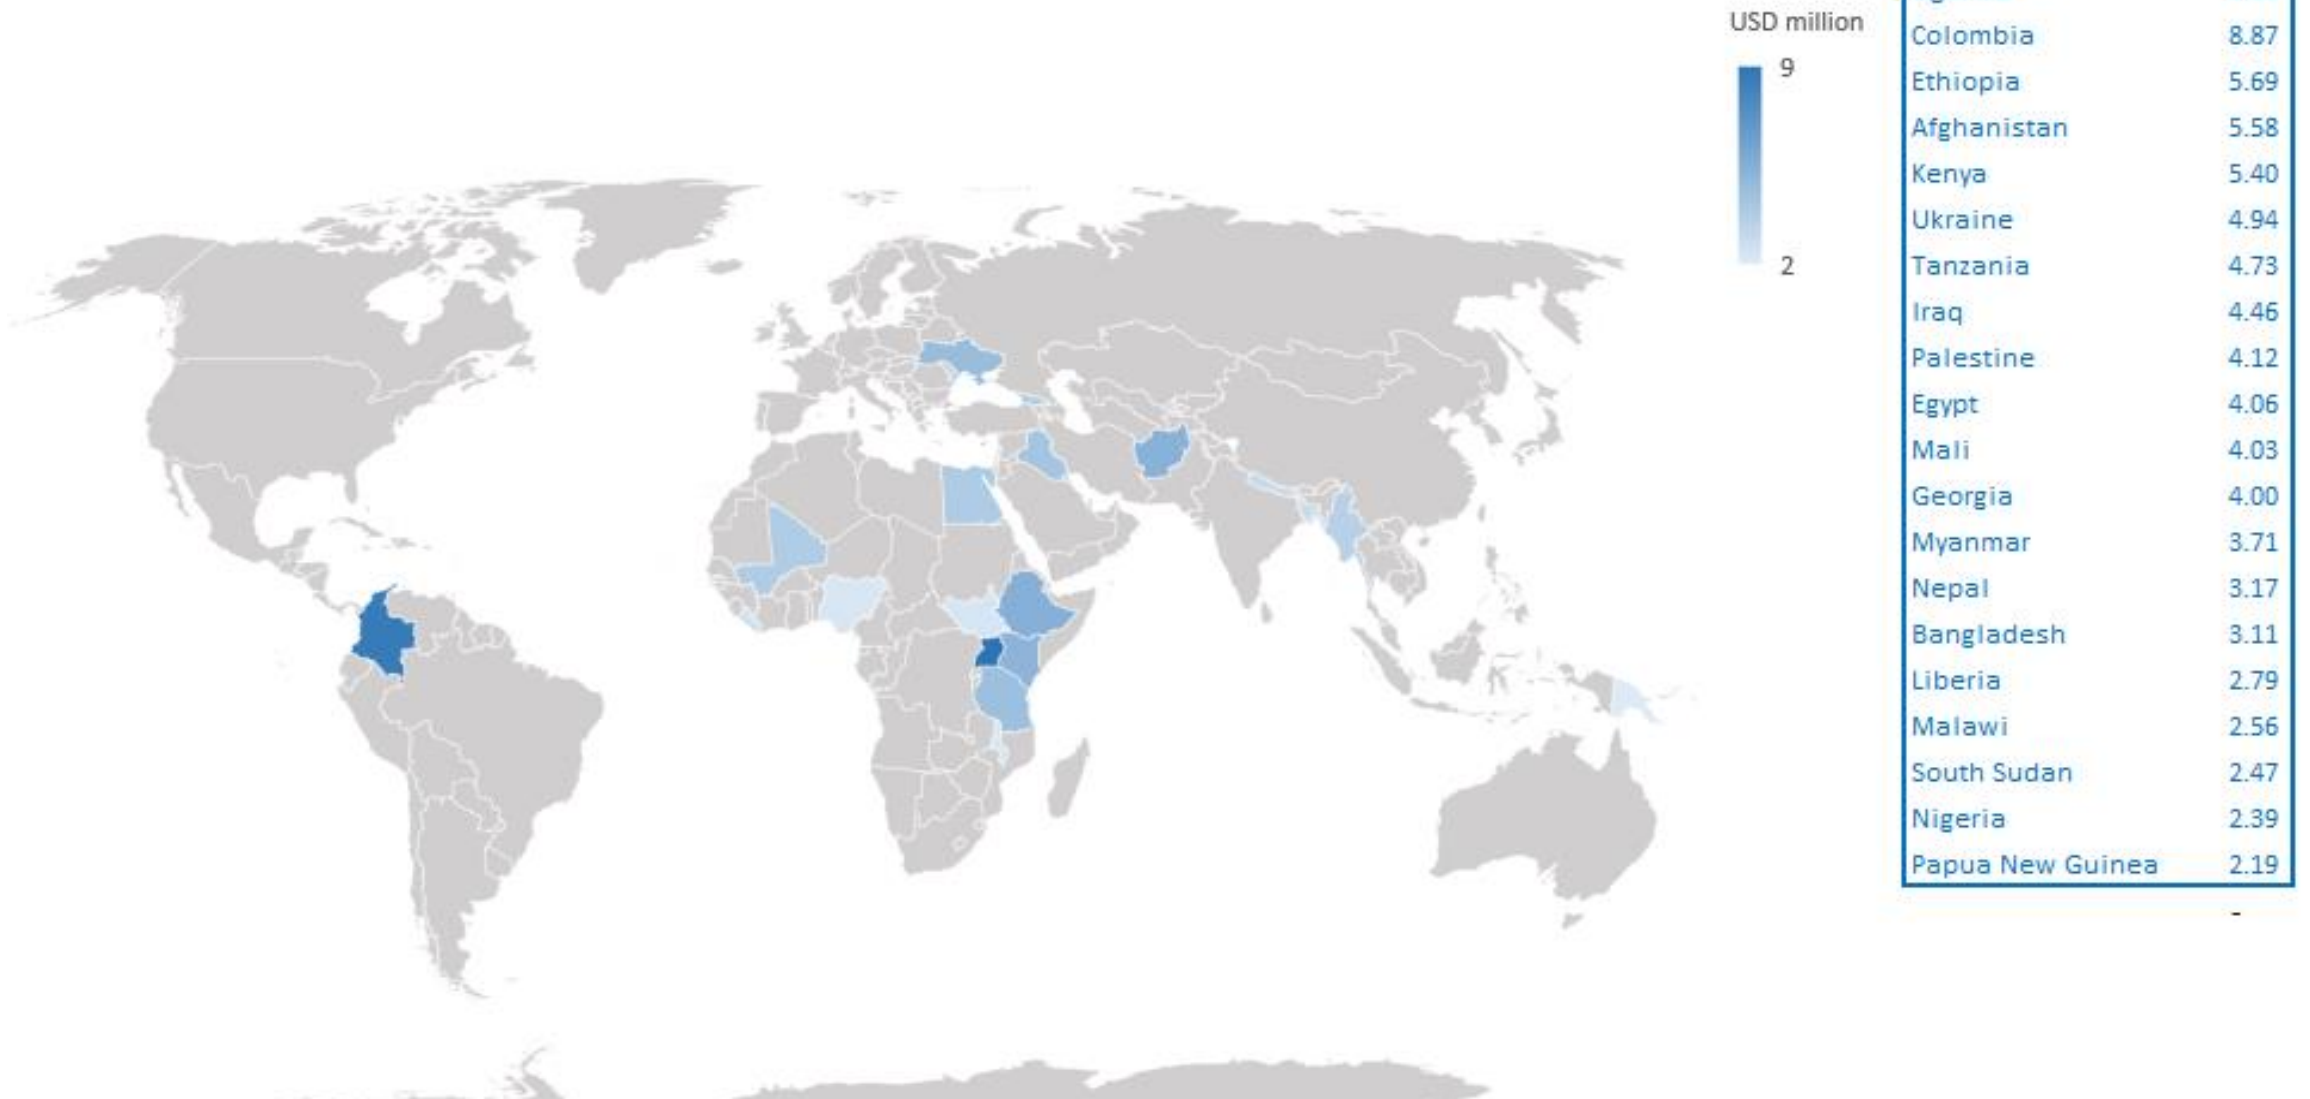 USD million
9
2
Colombia 8.87
Ethiopia 5.69
Afghanistan 5.58
Kenya 5.40
Ukraine 4.94
Tanzania 4.73
Iraq 4.46
Palestine 4.12
Egypt 4.06
Mali 4.03
Georgia 4.00
Myanmar 3.71
Nepal 3.17
Bangladesh 3.11
Liberia 2.79
Malawi 2.56
South Sudan 2.47
Nigeria 2.39
Papua New Guinea 2.19
-